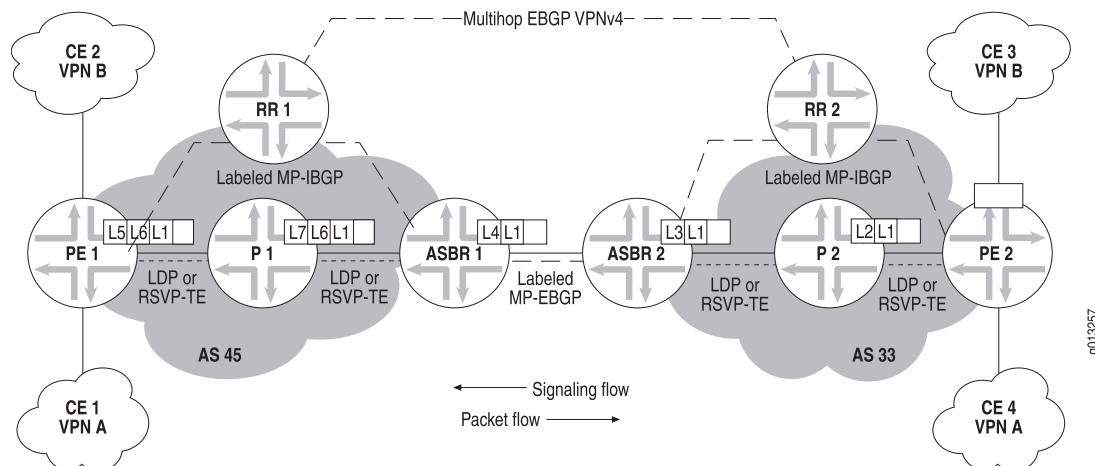 Multihop EBGP VPNv4
CE 2
VPN B
CE 3
VPN B
RR 1
RR 2
Labeled MP-IBGP
Labeled MP-IBGP
L5 L6 L1
L7 L6 L1
L4 L1
L3 L1
L2 L1
PE 1
P 1
ASBR 1
ASBR 2
P 2
PE 2
LDP or
RSVP-TE
LDP or
RSVP-TE
Labeled
MP-EBGP
LDP or
RSVP-TE
LDP or
RSVP-TE
AS 45
AS 33
g013257
Signaling flow
Packet flow
CE 1
VPN A
CE 4
VPN A